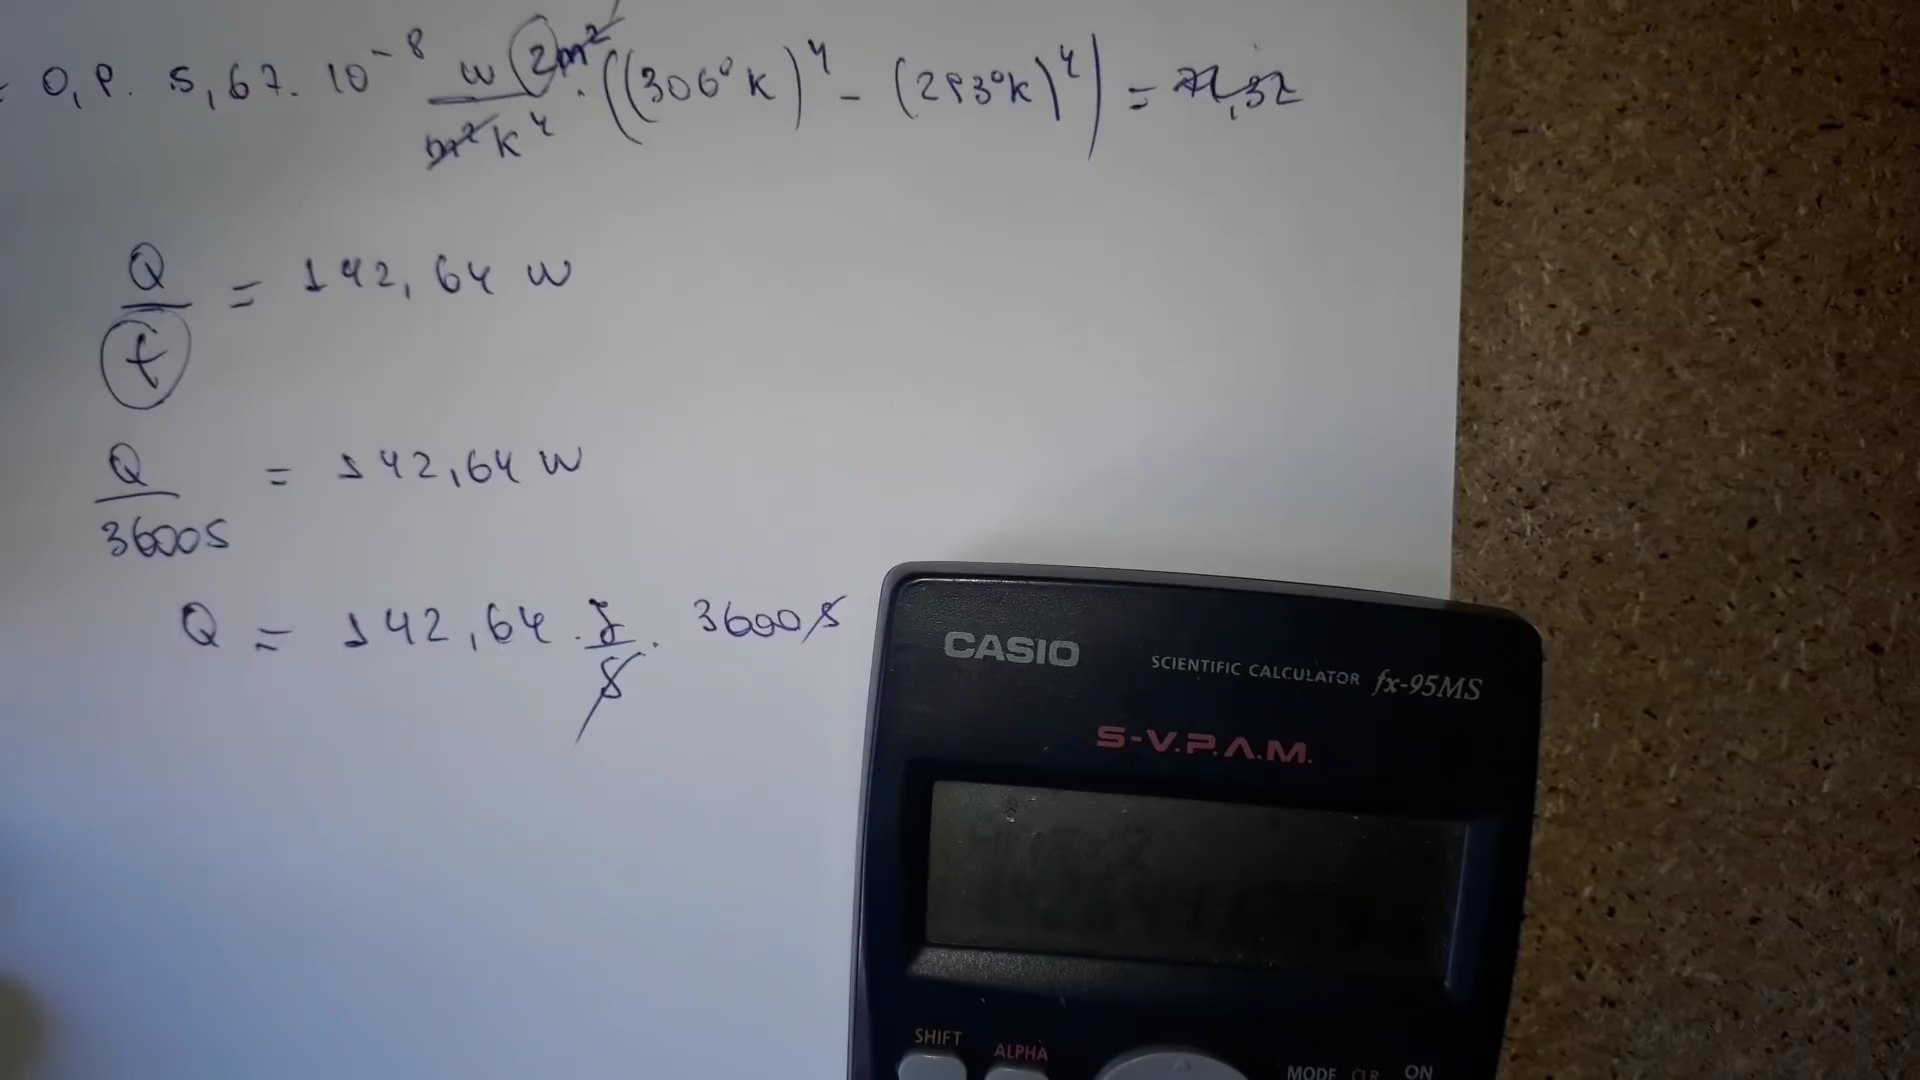 = 0,9. 5,67. 10⁻⁸ w 2m² / m² k⁴ . ((306°k)⁴ - (293°k)⁴) = 71,32
Q / t = 142,64 w
Q / 3600s = 142,64 w
Q = 142,64 . J / s . 3600 s
CASIO
SCIENTIFIC CALCULATOR fx-95MS
S-V.P.A.M.
SHIFT
ALPHA
MODE CLR ON